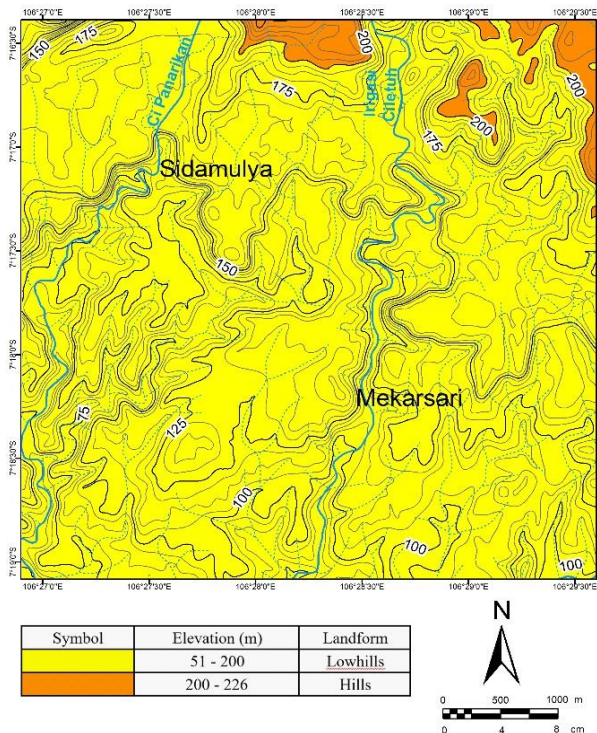 106°27'0"E 106°27'30"E 106°28'0"E 106°28'30"E 106°29'0"E 106°29'30"E
7°16'30"S
7°17'0"S
7°17'30"S
7°18'0"S
7°18'30"S
7°19'0"S
150
175
200
Ci Panarikan
Irigasi
Ciletuh
175
175
200
Sidamulya
150
Mekarsari
75
125
100
100
100
106°27'0"E 106°27'30"E 106°28'0"E 106°28'30"E 106°29'0"E 106°29'30"E
Symbol Elevation (m) Landform
51 - 200 Lowhills
200 - 226 Hills
N
0 500 1000 m
0 4 8 cm